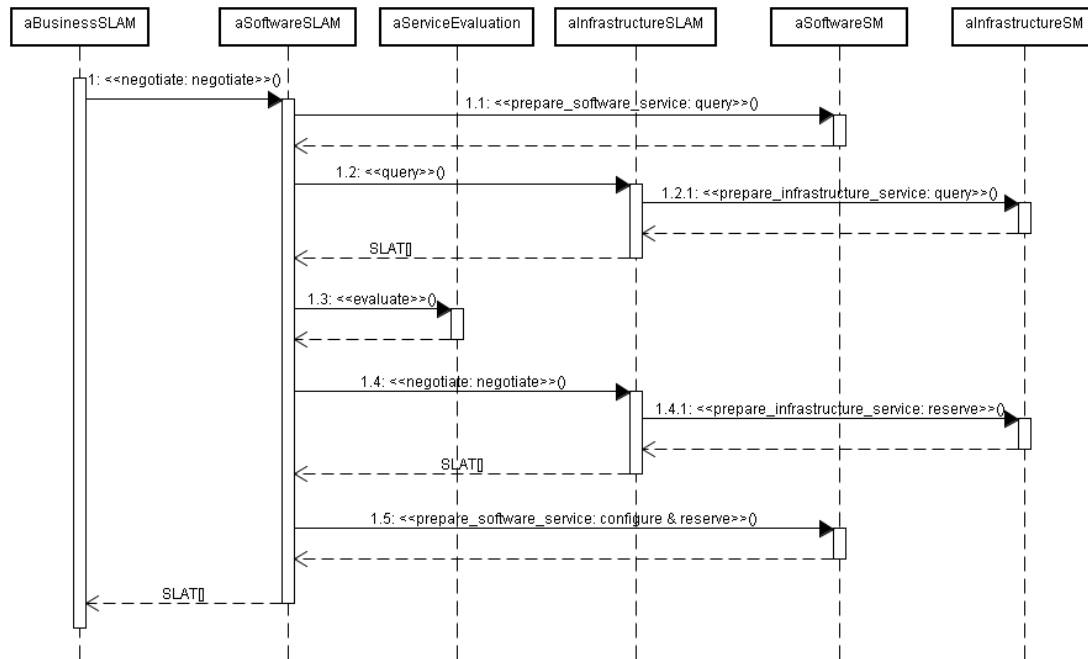 aBusinessSLAM
aSoftwareSLAM
aServiceEvaluation
aInfrastructureSLAM
aSoftwareSM
aInfrastructureSM
1: <<negotiate: negotiate>>()
1.1: <<prepare_software_service: query>>()
1.2: <<query>>()
1.2.1: <<prepare_infrastructure_service: query>>()
SLAT[]
1.3: <<evaluate>>()
1.4: <<negotiate: negotiate>>()
1.4.1: <<prepare_infrastructure_service: reserve>>()
SLAT[]
1.5: <<prepare_software_service: configure & reserve>>()
SLAT[]